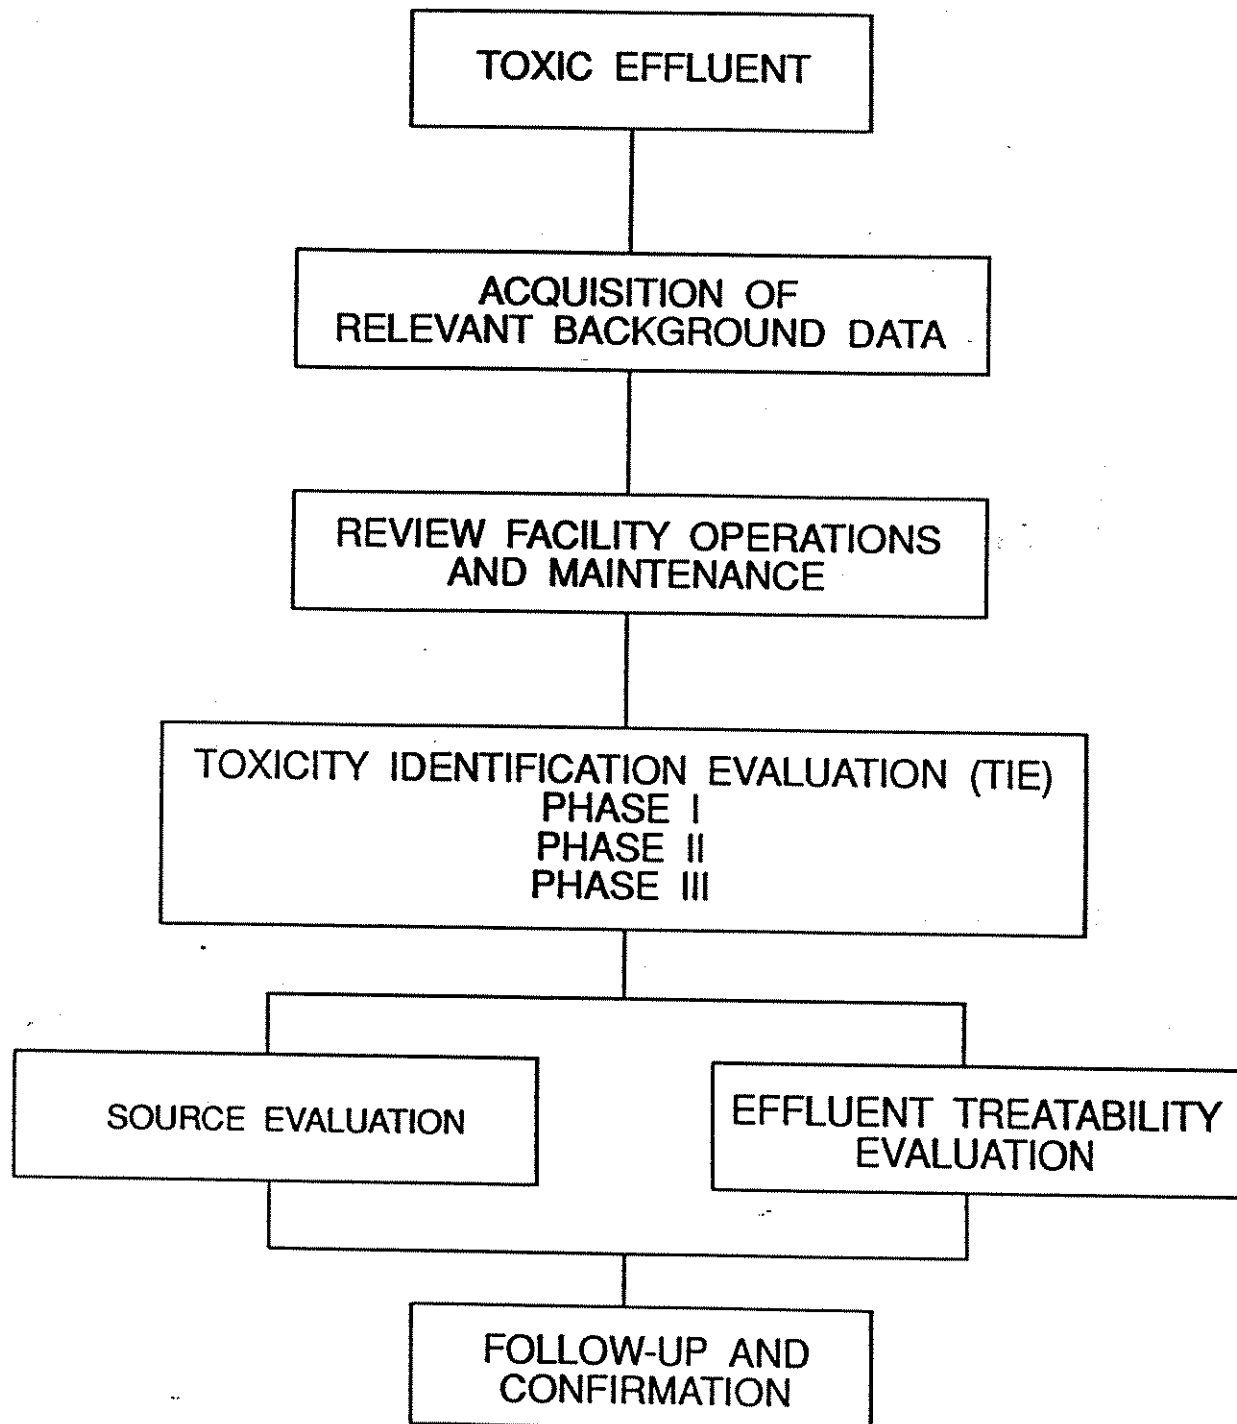 TOXIC EFFLUENT
ACQUISITION OF
RELEVANT BACKGROUND DATA
REVIEW FACILITY OPERATIONS
AND MAINTENANCE
TOXICITY IDENTIFICATION EVALUATION (TIE)
PHASE I
PHASE II
PHASE III
SOURCE EVALUATION
EFFLUENT TREATABILITY
EVALUATION
FOLLOW-UP AND
CONFIRMATION